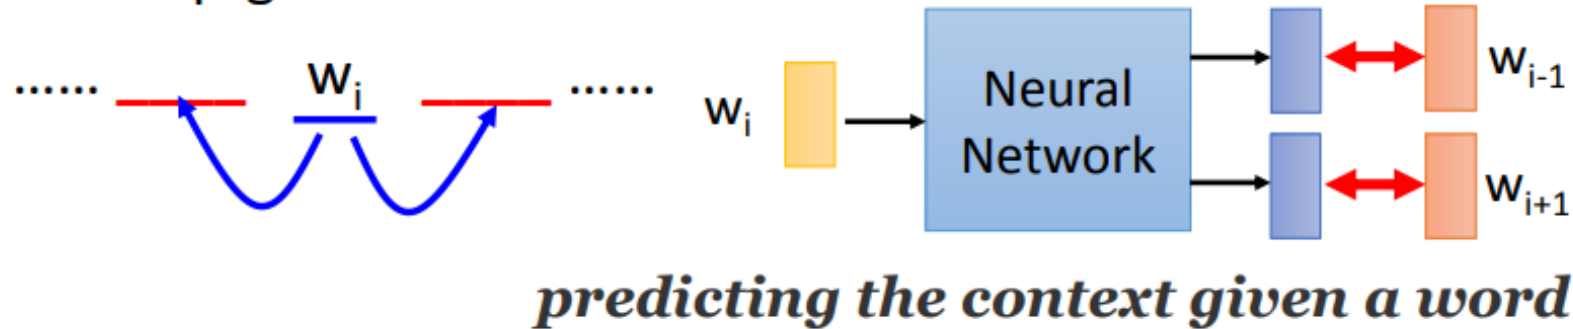 ...... wᵢ ......
wᵢ
Neural
Network
wᵢ₋₁
wᵢ₊₁
predicting the context given a word